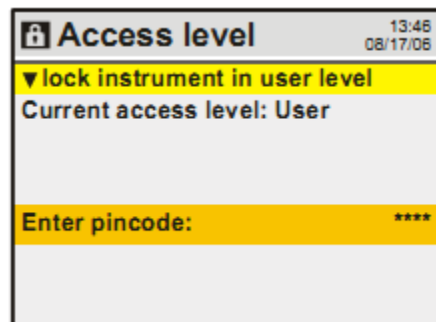 Access level 13:46
08/17/06
▼lock instrument in user level
Current access level: User
Enter pincode: ****